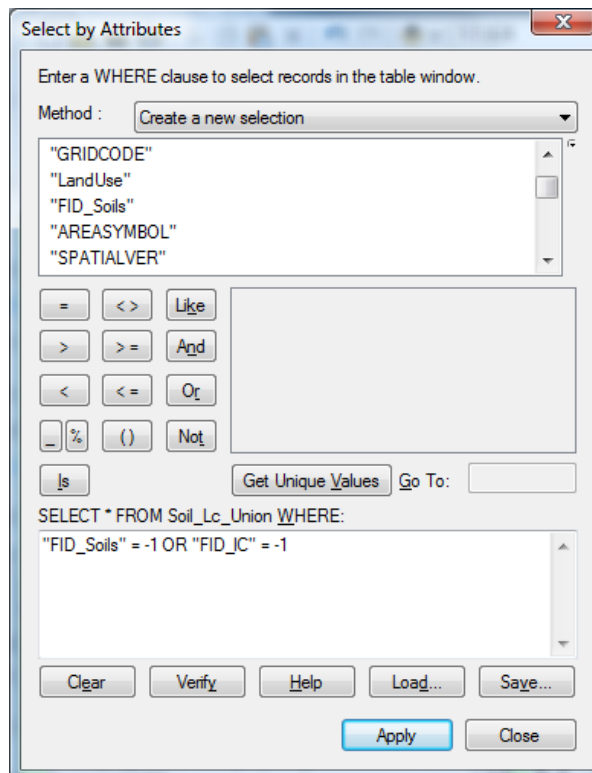 Select by Attributes
Enter a WHERE clause to select records in the table window.
Method : Create a new selection
"GRIDCODE"
"LandUse"
"FID_Soils"
"AREASYMBOL"
"SPATIALVER"
= < > Like
> > = And
< < = Or
_ % ( ) Not
Is Get Unique Values Go To:
SELECT * FROM Soil_Lc_Union WHERE:
"FID_Soils" = -1 OR "FID_IC" = -1
Clear Verify Help Load... Save...
Apply Close